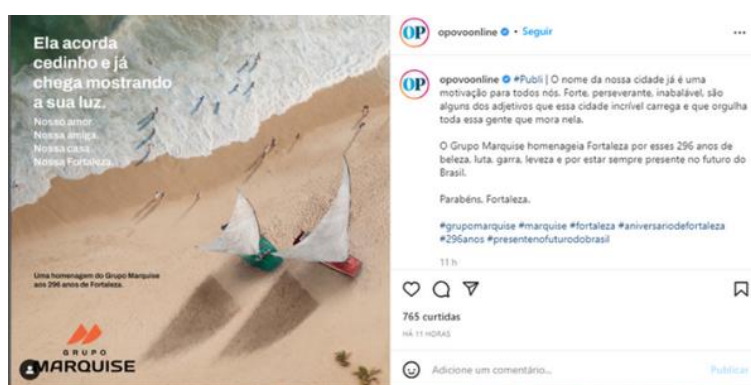 Ela acorda
cedinho e já
chega mostrando
a sua luz.
Nosso amor.
Nossa amiga.
Nossa casa.
Nossa Fortaleza.
Uma homenagem do Grupo Marquise
aos 296 anos de Fortaleza.
GRUPO
MARQUISE
OP opovoonline • Seguir
OP opovoonline #Publi | O nome da nossa cidade já é uma
motivação para todos nós. Forte, perseverante, inabalável, são
alguns dos adjetivos que essa cidade incrível carrega e que orgulha
toda essa gente que mora nela.
O Grupo Marquise homenageia Fortaleza por esses 296 anos de
beleza, luta, garra, leveza e por estar sempre presente no futuro do
Brasil.
Parabéns, Fortaleza.
#grupomarquise #marquise #fortaleza #aniversariodefortaleza
#296anos #presentenofuturodobrasil
11 h
765 curtidas
HÁ 11 HORAS
Adicione um comentário... Publicar